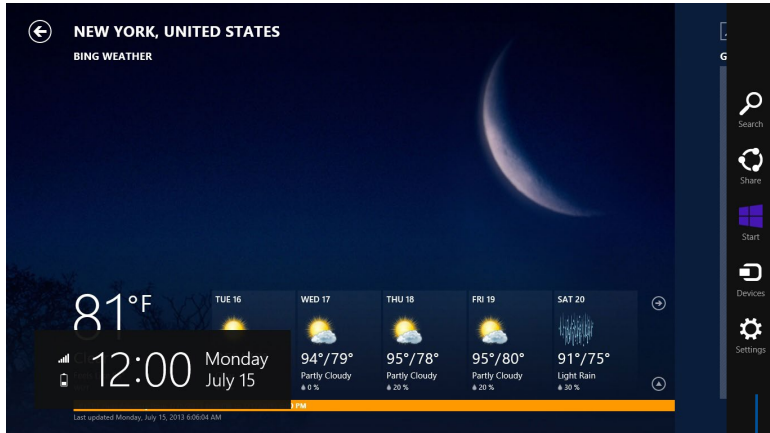 NEW YORK, UNITED STATES
BING WEATHER
G
Search
Share
Start
Devices
Settings
81°F
TUE 16
WED 17
94°/79°
Partly Cloudy
0 %
THU 18
95°/78°
Partly Cloudy
20 %
FRI 19
95°/80°
Partly Cloudy
20 %
SAT 20
91°/75°
Light Rain
30 %
12:00
Monday
July 15
PM
Last updated Monday, July 15, 2013 6:06:04 AM